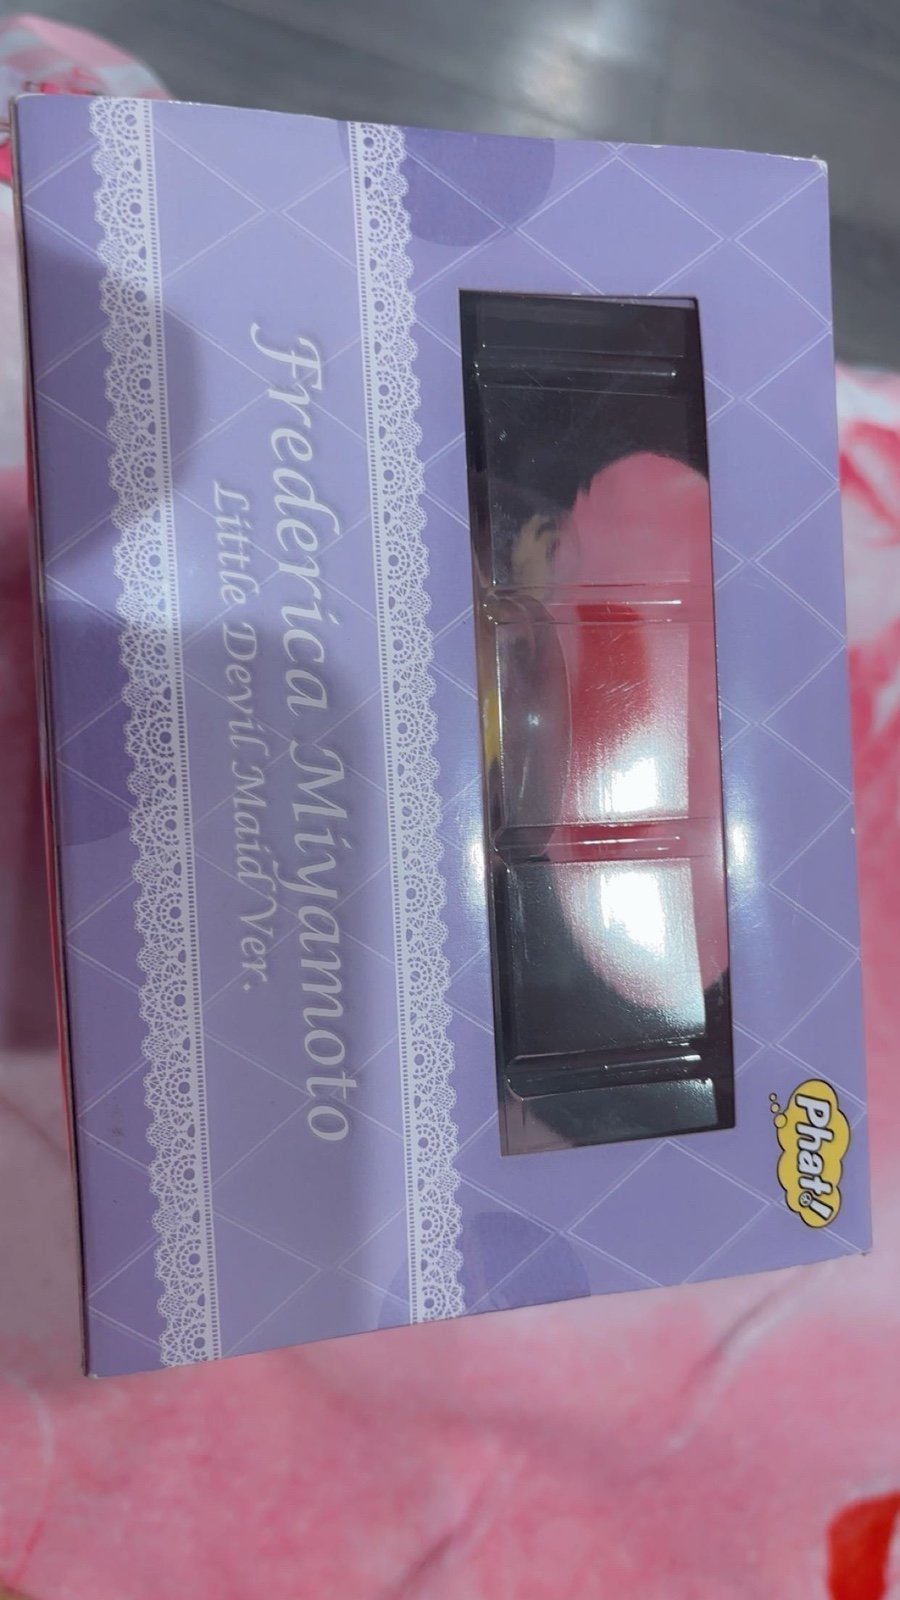 Phat!
Frederica Miyamoto
Little Devil Maid Ver.